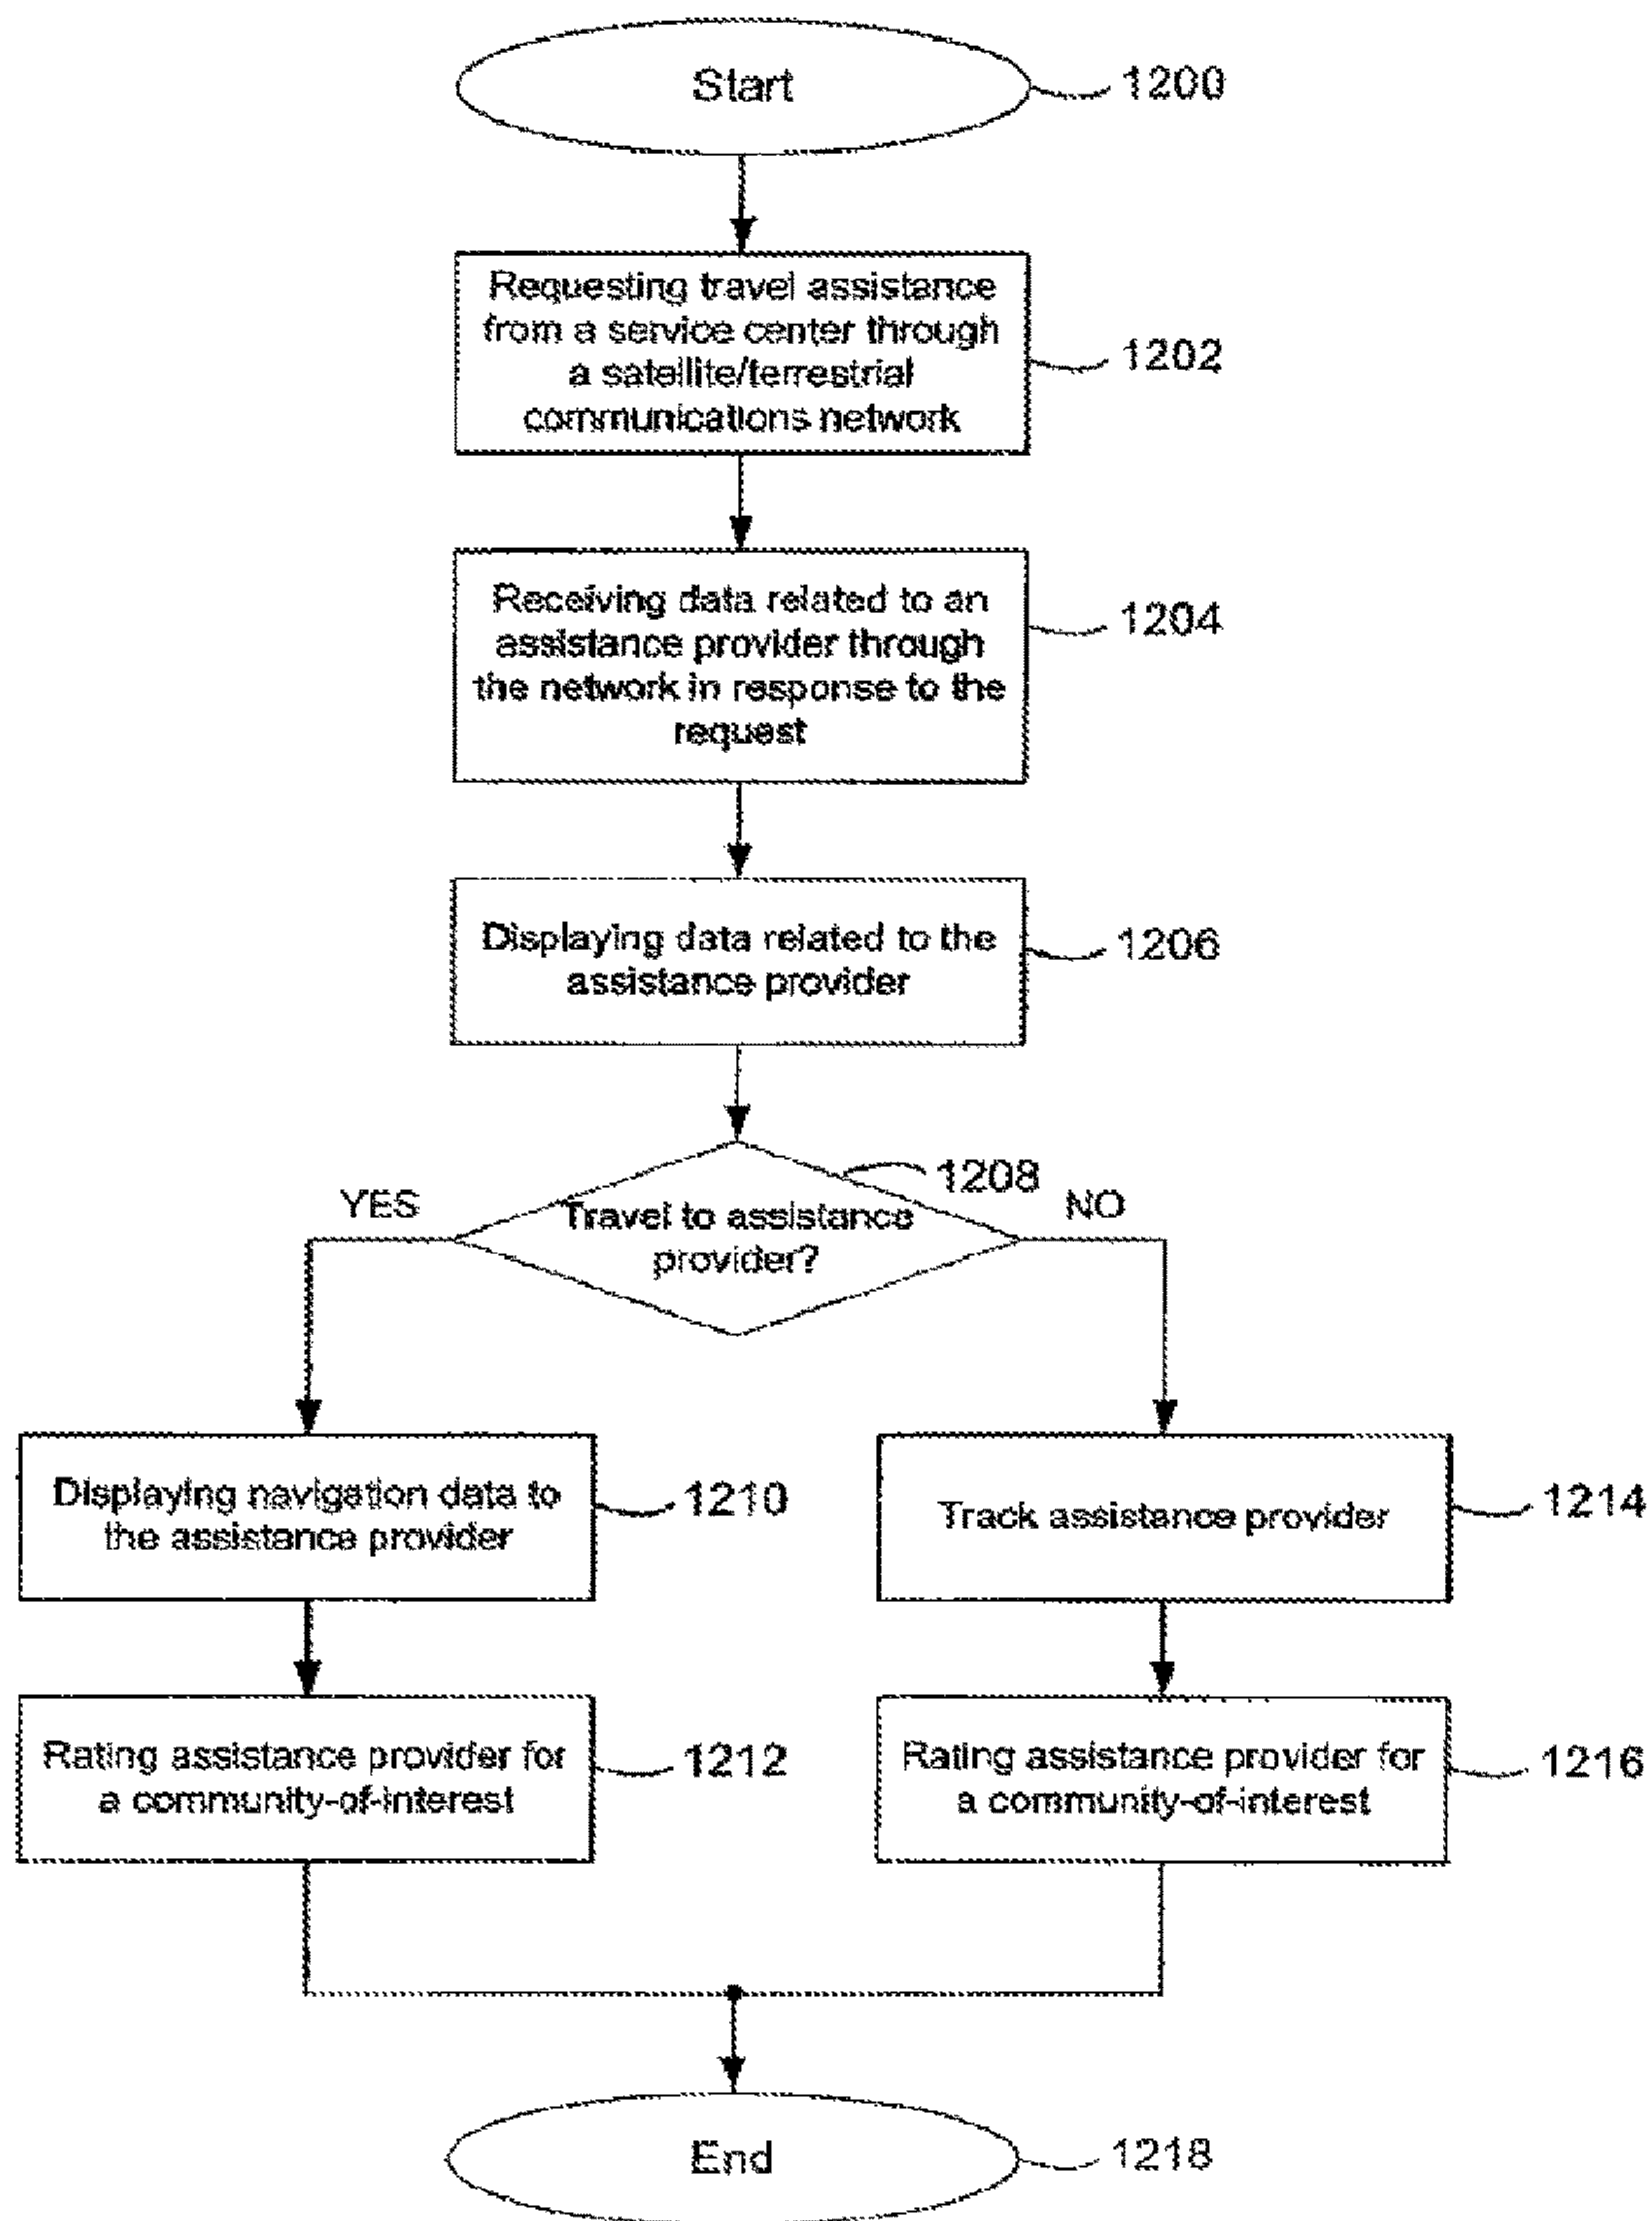 Start
1200
Requesting travel assistance
from a service center through
a satellite/terrestrial
communications network
1202
Receiving data related to an
assistance provider through
the network in response to the
request
1204
Displaying data related to the
assistance provider
1206
1208
YES
NO
Travel to assistance
provider?
Displaying navigation data to
the assistance provider
1210
Track assistance provider
1214
Rating assistance provider for
a community-of-interest
1212
Rating assistance provider for
a community-of-interest
1216
End
1218